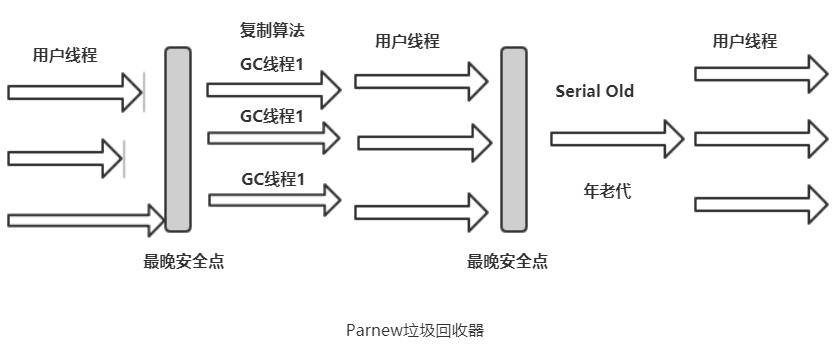 用户线程
复制算法
GC线程1
GC线程1
GC线程1
最晚安全点
用户线程
最晚安全点
Serial Old
年老代
用户线程
Parnew垃圾回收器